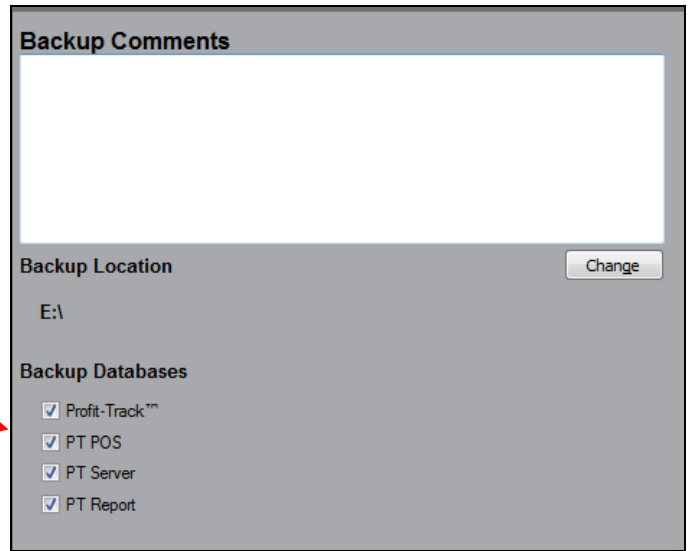 Backup Comments
Backup Location
Change
E:\
Backup Databases
Profit-Track™
PT POS
PT Server
PT Report